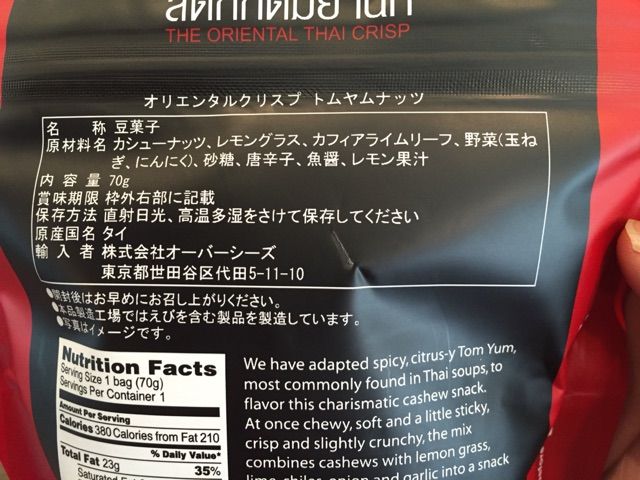 THE ORIENTAL THAI CRISP
オリエンタルクリスプ トムヤムナッツ
名 称 豆菓子
原材料名 カシューナッツ、レモングラス、カフィアライムリーフ、野菜(玉ね
ぎ、にんにく)、砂糖、唐辛子、魚醤、レモン果汁
内 容 量 70g
賞味期限 枠外右部に記載
保存方法 直射日光、高温多湿をさけて保存してください
原産国名 タイ
輸 入 者 株式会社オーバーシーズ
東京都世田谷区代田5-11-10
●開封後はお早めにお召し上がりください。
●本品製造工場ではえびを含む製品を製造しています。
●写真はイメージです。
Nutrition Facts
Serving Size 1 bag (70g)
Servings Per Container 1
Amount Per Serving
Calories 380 Calories from Fat 210
% Daily Value*
Total Fat 23g 35%
Saturated
We have adapted spicy, citrus-y Tom Yum,
most commonly found in Thai soups, to
flavor this charismatic cashew snack.
At once chewy, soft and a little sticky,
crisp and slightly crunchy, the mix
combines cashews with lemon grass,
lime, chilor, onion and garlic into a snack